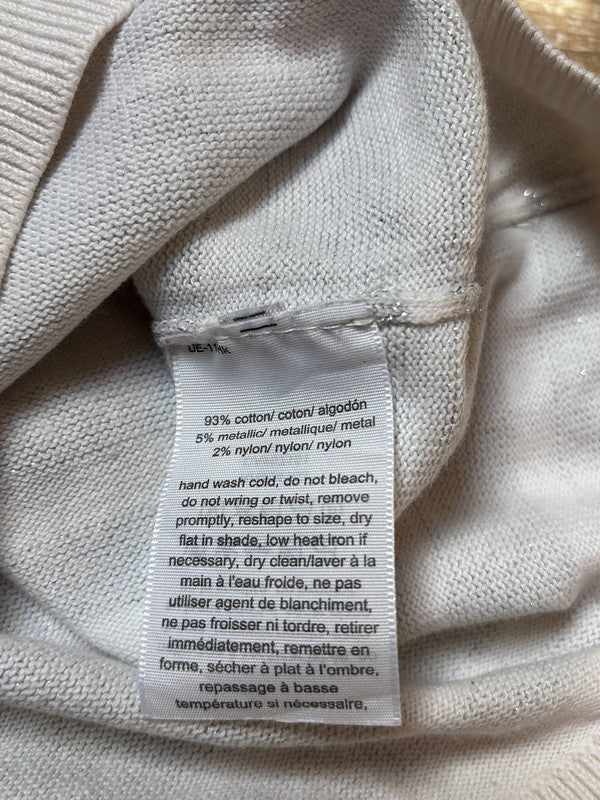 93% cotton/ coton/ algodón
5% metallic/ metallique/ metal
2% nylon/ nylon/ nylon
hand wash cold, do not bleach,
do not wring or twist, remove
promptly, reshape to size, dry
flat in shade, low heat iron if
necessary, dry clean/laver à la
main à l'eau froide, ne pas
utiliser agent de blanchiment,
ne pas froisser ni tordre, retirer
immédiatement, remettre en
forme, sécher à plat à l'ombre,
repassage à basse
température si nécessaire,